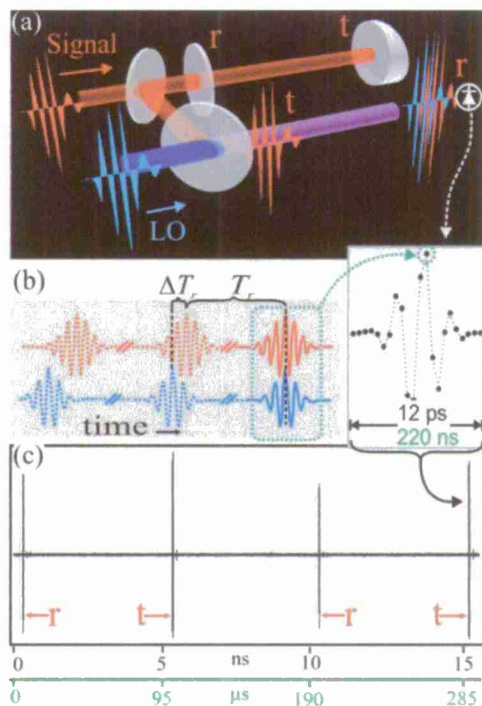 (a)
Signal
r
t
r
t
LO
(b)
ΔT_r T_r
time
12 ps
220 ns
(c)
r t r t
0 5 ns 10 15
0 95 μs 190 285